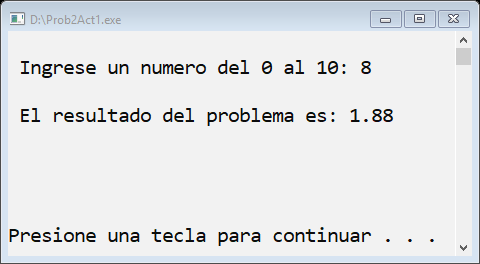 D:\Prob2Act1.exe
Ingrese un numero del 0 al 10: 8
El resultado del problema es: 1.88
Presione una tecla para continuar . . .